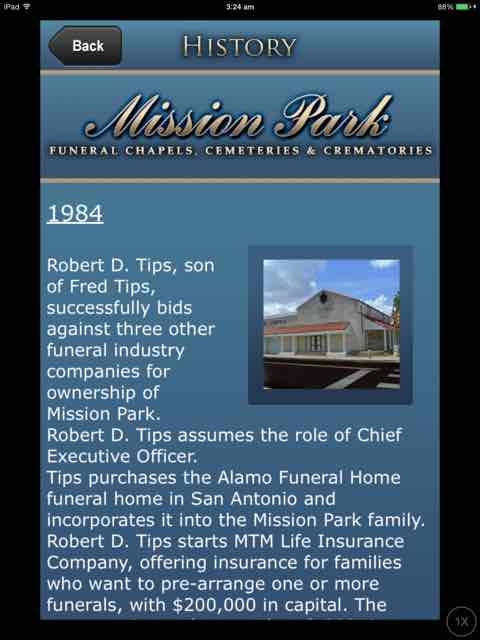 iPad 3:24 am 88%
Back
HISTORY
Mission Park
FUNERAL CHAPELS, CEMETERIES & CREMATORIES
1984
Robert D. Tips, son
of Fred Tips,
successfully bids
against three other
funeral industry
companies for
ownership of
Mission Park.
Robert D. Tips assumes the role of Chief
Executive Officer.
Tips purchases the Alamo Funeral Home
funeral home in San Antonio and
incorporates it into the Mission Park family.
Robert D. Tips starts MTM Life Insurance
Company, offering insurance for families
who want to pre-arrange one or more
funerals, with $200,000 in capital. The
1X